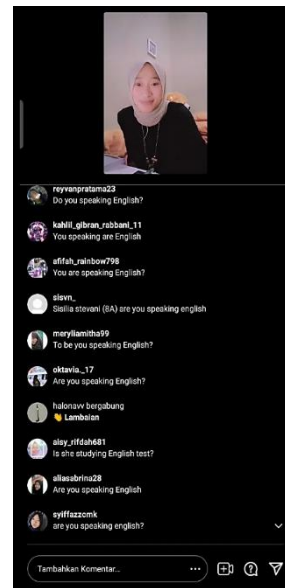 reyvanpratama23
Do you speaking English?
kahlil_gibran_rabbani_11
You speaking are English
afifah_rainbow798
You are speaking English?
sisvn_
Sisilia stevani (8A) are you speaking english
meryliamitha99
To be you speaking English?
oktavia._17
Are you speaking English?
halonavv bergabung
👋 Lambaian
aisy_rifdah681
Is she studying English test?
aliasabrina28
Are you speaking English
syiffazzcmk
are you speaking english?
Tambahkan Komentar...